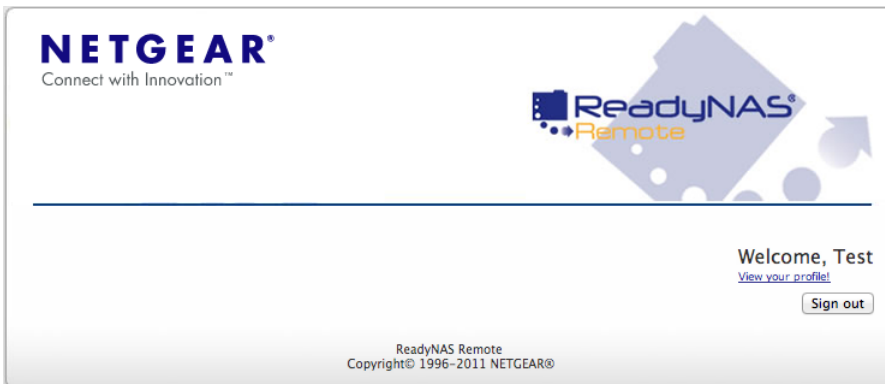 NETGEAR®
Connect with Innovation™
ReadyNAS®
Remote
Welcome, Test
View your profile!
Sign out
ReadyNAS Remote
Copyright© 1996-2011 NETGEAR®